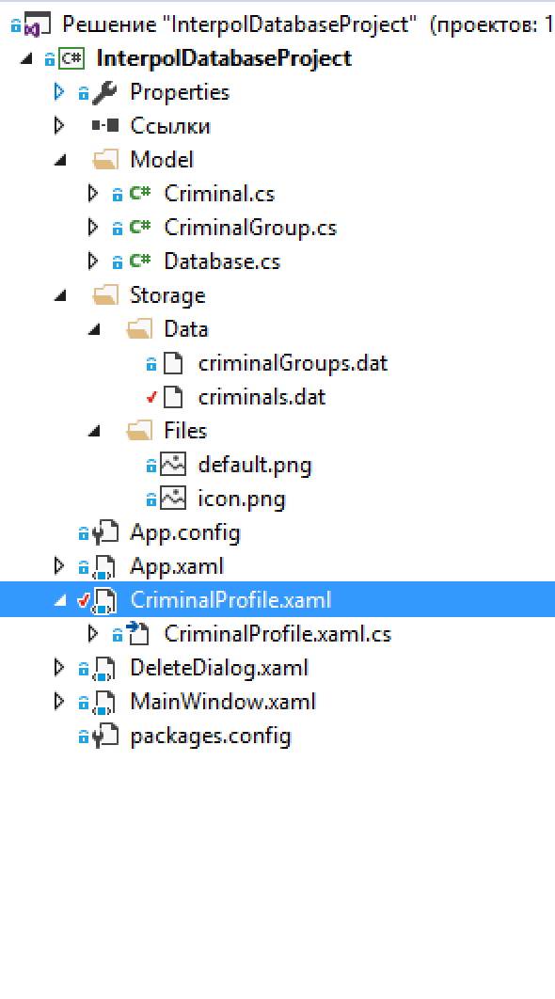 Решение "InterpolDatabaseProject" (проектов: 1
C# InterpolDatabaseProject
Properties
Ссылки
Model
C# Criminal.cs
C# CriminalGroup.cs
C# Database.cs
Storage
Data
criminalGroups.dat
criminals.dat
Files
default.png
icon.png
App.config
App.xaml
CriminalProfile.xaml
CriminalProfile.xaml.cs
DeleteDialog.xaml
MainWindow.xaml
packages.config